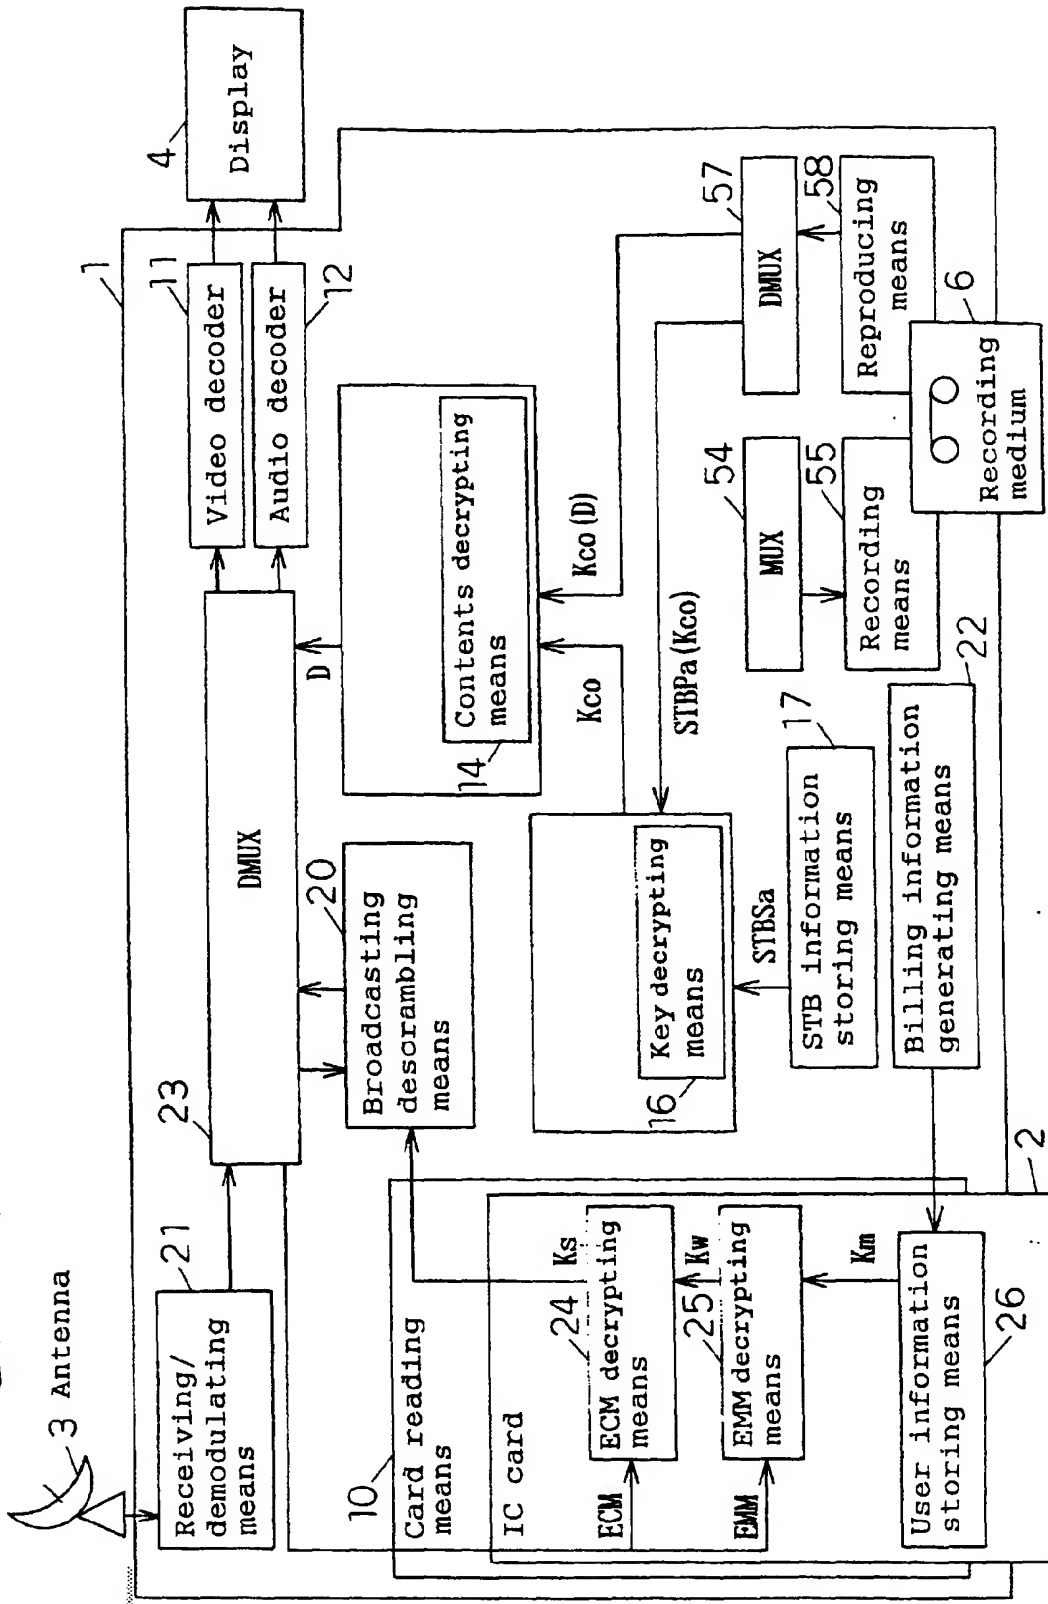 3 Antenna
21
Receiving/
demodulating
means
23
DMUX
1
11
Video decoder
12
Audio decoder
4
Display
20
Broadcasting
descrambling
means
D
14
Contents decrypting
means
Kco
Kco(D)
STBPa(Kco)
10
Card reading
means
IC card
ECM
EMM
Ks
24
ECM decrypting
means
Kw
25
EMM decrypting
means
Km
User information
storing means
26
2
16
Key decrypting
means
STBSa
17
STB information
storing means
22
Billing information
generating means
54
MUX
55
Recording
means
57
DMUX
58
Reproducing
means
6
Recording
medium